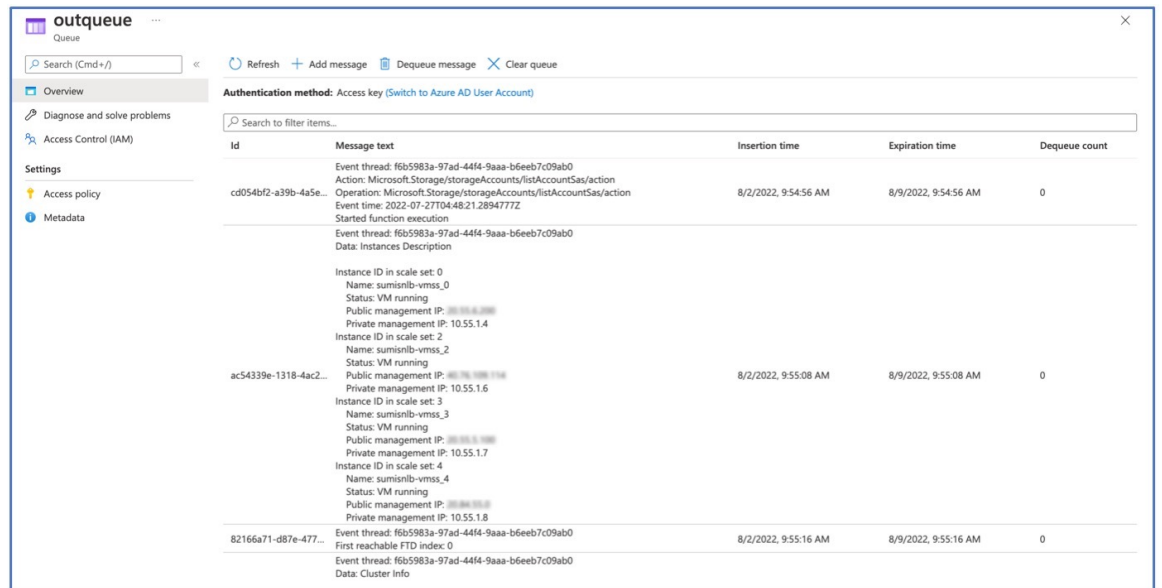 outqueue ...
Queue
Search (Cmd+/)
«
Refresh
Add message
Dequeue message
Clear queue
Overview
Diagnose and solve problems
Access Control (IAM)
Settings
Access policy
Metadata
Authentication method: Access key (Switch to Azure AD User Account)
Search to filter items...
Id Message text Insertion time Expiration time Dequeue count
Event thread: f6b5983a-97ad-44f4-9aaa-b6eeb7c09ab0
Action: Microsoft.Storage/storageAccounts/listAccountSas/action
cd054bf2-a39b-4a5e... Operation: Microsoft.Storage/storageAccounts/listAccountSas/action 8/2/2022, 9:54:56 AM 8/9/2022, 9:54:56 AM 0
Event time: 2022-07-27T04:48:21.2894777Z
Started function execution
Event thread: f6b5983a-97ad-44f4-9aaa-b6eeb7c09ab0
Data: Instances Description
Instance ID in scale set: 0
Name: sumisnlb-vmss_0
Status: VM running
Public management IP:
Private management IP: 10.55.1.4
Instance ID in scale set: 2
Name: sumisnlb-vmss_2
Status: VM running
ac54339e-1318-4ac2... Public management IP: 8/2/2022, 9:55:08 AM 8/9/2022, 9:55:08 AM 0
Private management IP: 10.55.1.6
Instance ID in scale set: 3
Name: sumisnlb-vmss_3
Status: VM running
Public management IP:
Private management IP: 10.55.1.7
Instance ID in scale set: 4
Name: sumisnlb-vmss_4
Status: VM running
Public management IP:
Private management IP: 10.55.1.8
Event thread: f6b5983a-97ad-44f4-9aaa-b6eeb7c09ab0
82166a71-d87e-477... First reachable FTD index: 0 8/2/2022, 9:55:16 AM 8/9/2022, 9:55:16 AM 0
Event thread: f6b5983a-97ad-44f4-9aaa-b6eeb7c09ab0
Data: Cluster Info